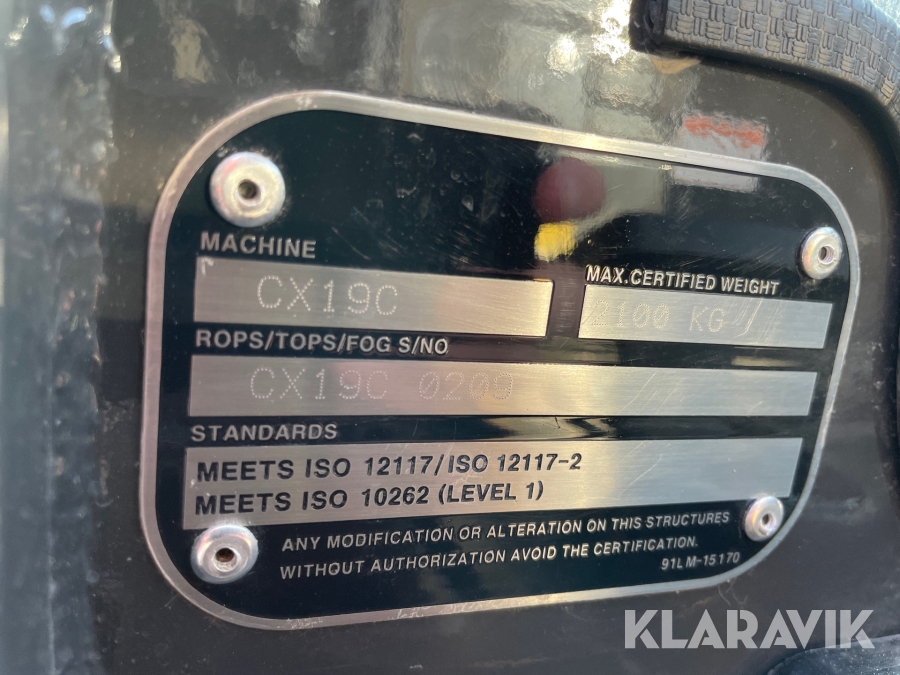 MACHINE
CX19C
MAX.CERTIFIED WEIGHT
2100 KG
ROPS/TOPS/FOG S/NO
CX19C 0209
STANDARDS
MEETS ISO 12117/ISO 12117-2
MEETS ISO 10262 (LEVEL 1)
ANY MODIFICATION OR ALTERATION ON THIS STRUCTURES
WITHOUT AUTHORIZATION AVOID THE CERTIFICATION.
91LM-15170
KLARAVIK